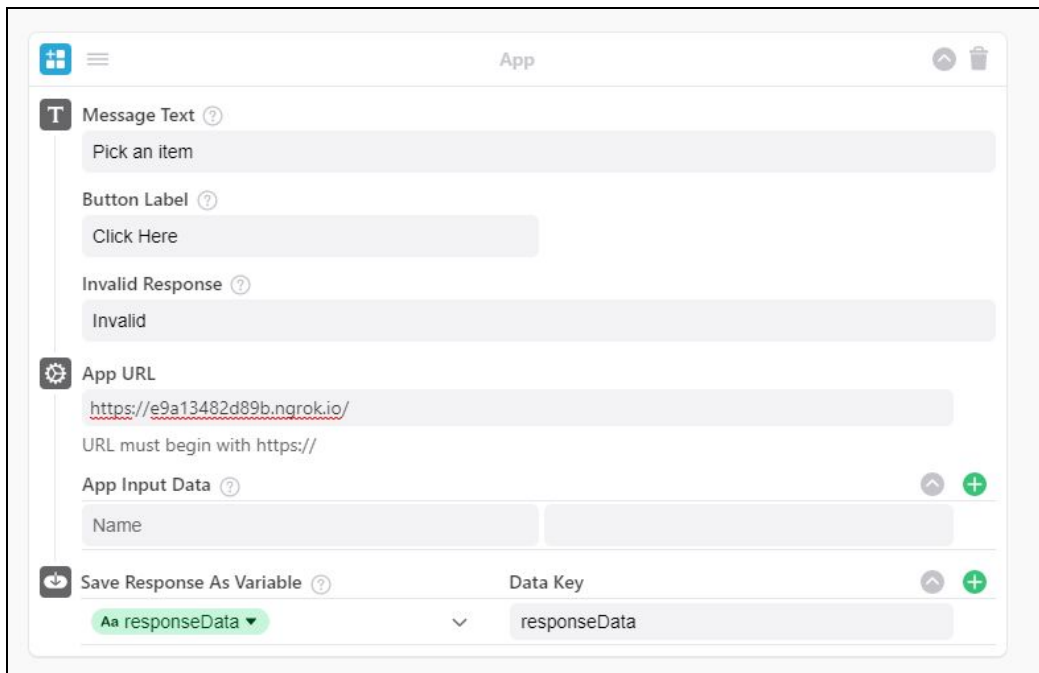 App
Message Text
Pick an item
Button Label
Click Here
Invalid Response
Invalid
App URL
https://e9a13482d89b.ngrok.io/
URL must begin with https://
App Input Data
Name
Save Response As Variable Data Key
Aa responseData responseData